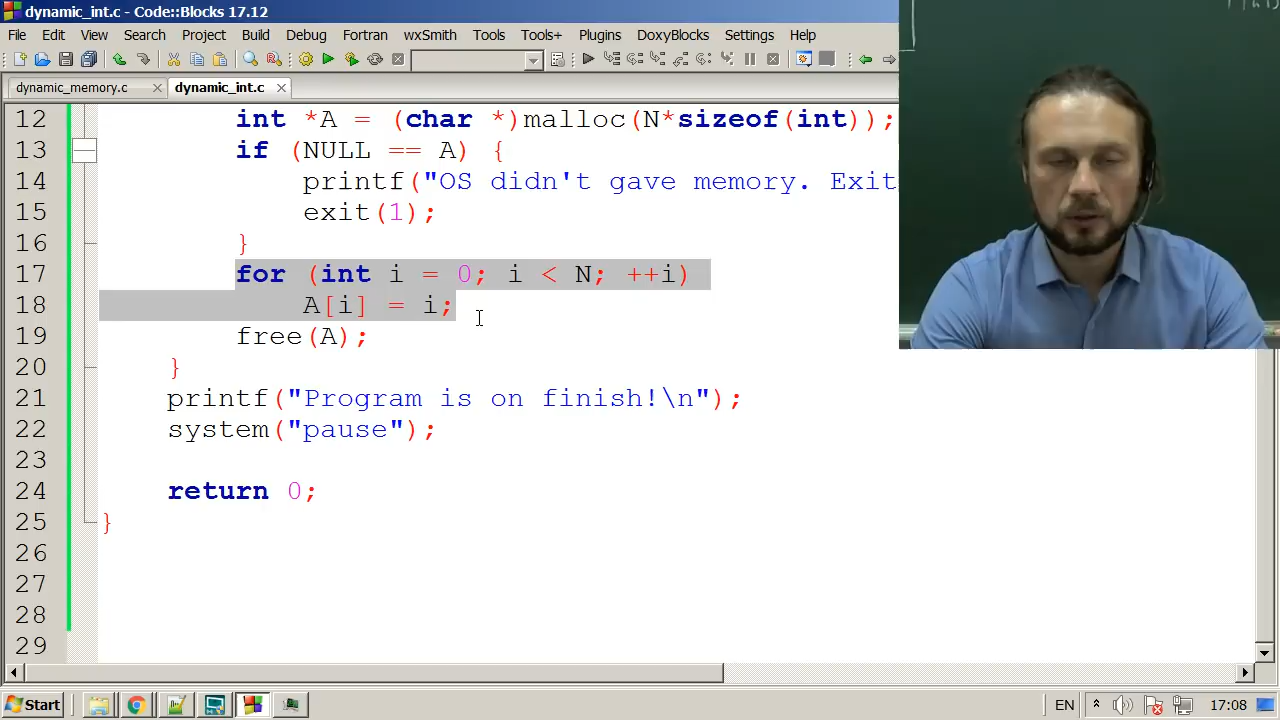 dynamic_int.c - Code::Blocks 17.12
File Edit View Search Project Build Debug Fortran wxSmith Tools Tools+ Plugins DoxyBlocks Settings Help
dynamic_memory.c dynamic_int.c
12 int *A = (char *)malloc(N*sizeof(int));
13 if (NULL == A) {
14 printf("OS didn't gave memory. Exit
15 exit(1);
16 }
17 for (int i = 0; i < N; ++i)
18 A[i] = i;
19 free(A);
20 }
21 printf("Program is on finish!\n");
22 system("pause");
23
24 return 0;
25 }
26
27
28
29
Start EN 17:08